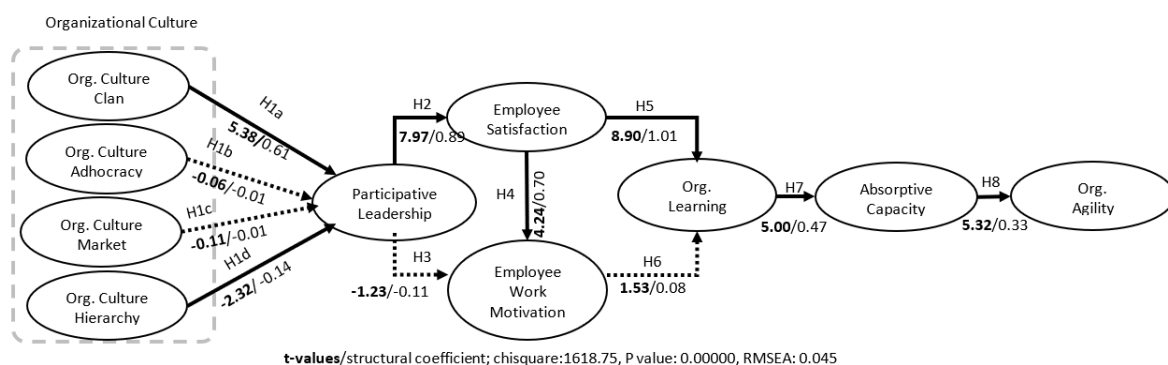 Organizational Culture
Org. Culture
Clan
H1a
5.38/0.61
Org. Culture
Adhocracy
H1b
-0.06/-0.01
Org. Culture
Market
H1c
-0.11/-0.01
Org. Culture
Hierarchy
H1d
-2.32/ -0.14
Participative
Leadership
H2
7.97/0.89
H3
-1.23/-0.11
Employee
Satisfaction
H4
4.24/0.70
Employee
Work
Motivation
H5
8.90/1.01
H6
1.53/0.08
Org.
Learning
H7
5.00/0.47
Absorptive
Capacity
H8
5.32/0.33
Org.
Agility
t-values/structural coefficient; chisquare:1618.75, P value: 0.00000, RMSEA: 0.045